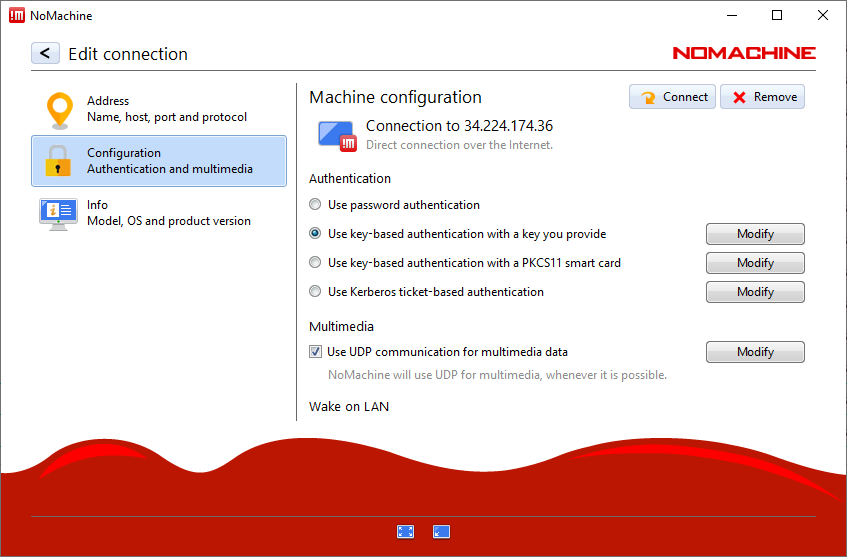 !m NoMachine
< Edit connection
NOMACHINE
Address
Name, host, port and protocol
Configuration
Authentication and multimedia
Info
Model, OS and product version
Machine configuration
Connect
Remove
Connection to 34.224.174.36
!m
Direct connection over the Internet.
Authentication
Use password authentication
Use key-based authentication with a key you provide
Modify
Use key-based authentication with a PKCS11 smart card
Modify
Use Kerberos ticket-based authentication
Modify
Multimedia
Use UDP communication for multimedia data
Modify
NoMachine will use UDP for multimedia, whenever it is possible.
Wake on LAN